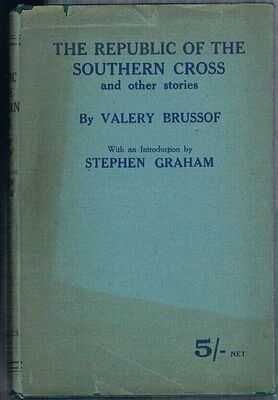 THE REPUBLIC OF THE
SOUTHERN CROSS
and other stories
By VALERY BRUSSOF
With an Introduction by
STEPHEN GRAHAM
5/- NET